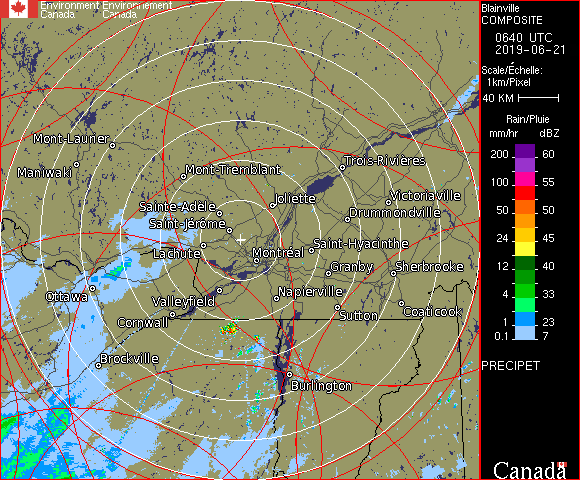 Environment Environnement
Canada Canada
Blainville
COMPOSITE
0640 UTC
2019-06-21
Scale/Échelle:
1km/Pixel
40 KM
Rain/Pluie
mm/hr dBZ
200 60
100 55
50 50
24 45
12 40
4 33
1 23
0.1 7
PRECIPET
Mont-Laurier
Maniwaki
Mont-Tremblant
Trois-Rivières
Joliette
Victoriaville
Sainte-Adèle
Drummondville
Saint-Jérôme
Saint-Hyacinthe
Lachute
Montréal
Granby
Sherbrooke
Ottawa
Valleyfield
Napierville
Cornwall
Sutton
Coaticook
Brockville
Burlington
Canada